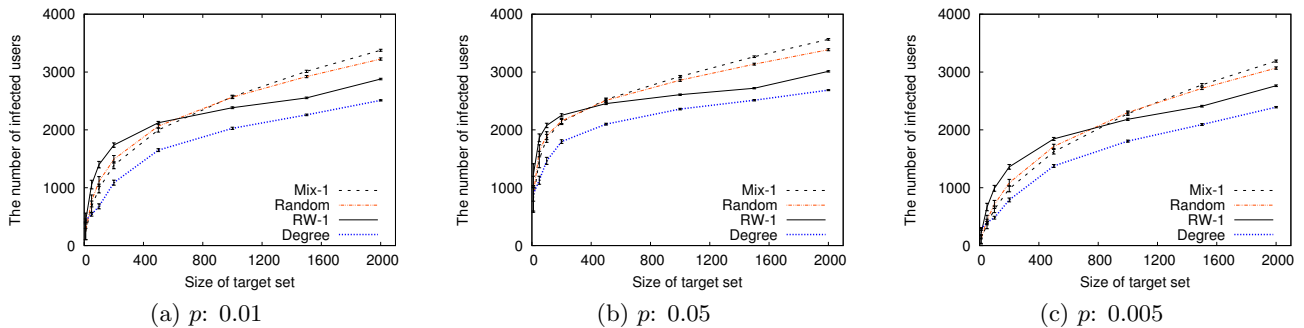 The number of infected users
4000
3000
2000
1000
0
Mix-1
Random
RW-1
Degree
0 400 800 1200 1600 2000
Size of target set
(a) p: 0.01
The number of infected users
4000
3000
2000
1000
0
Mix-1
Random
RW-1
Degree
0 400 800 1200 1600 2000
Size of target set
(b) p: 0.05
The number of infected users
4000
3000
2000
1000
0
Mix-1
Random
RW-1
Degree
0 400 800 1200 1600 2000
Size of target set
(c) p: 0.005